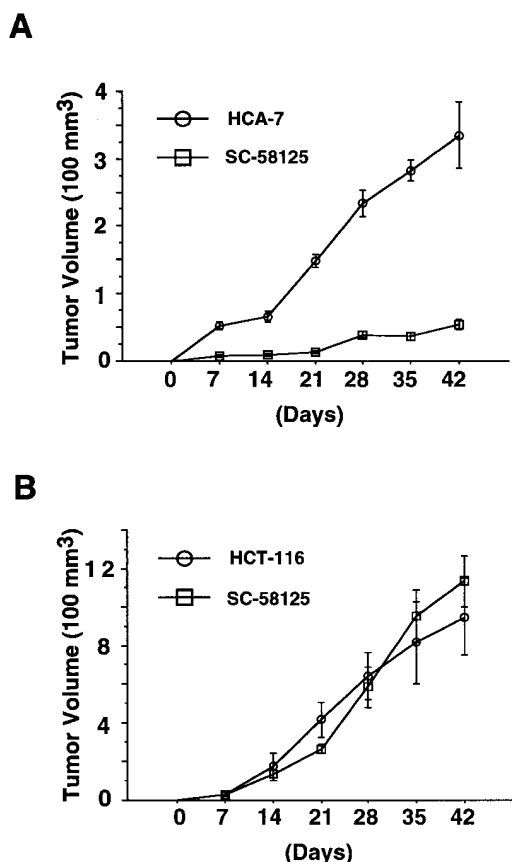 A
Tumor Volume (100 mm3)
4
3
2
1
0
HCA-7
SC-58125
0 7 14 21 28 35 42
(Days)
B
Tumor Volume (100 mm3)
12
8
4
0
HCT-116
SC-58125
0 7 14 21 28 35 42
(Days)